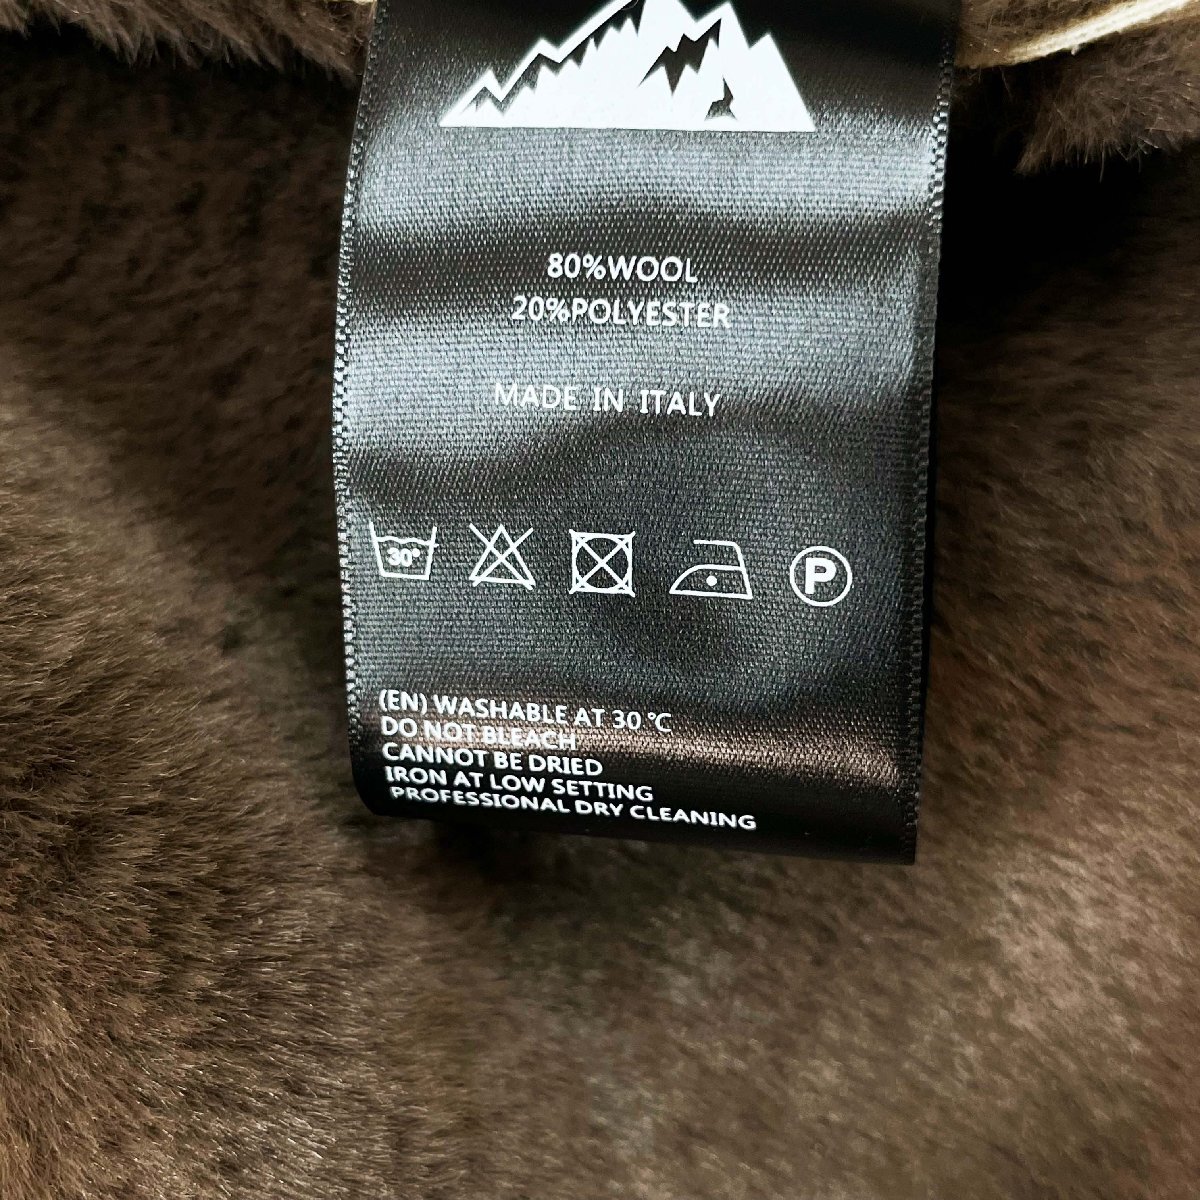 80%WOOL
20%POLYESTER
MADE IN ITALY
30° P
(EN) WASHABLE AT 30 ℃
DO NOT BLEACH
CANNOT BE DRIED
IRON AT LOW SETTING
PROFESSIONAL DRY CLEANING